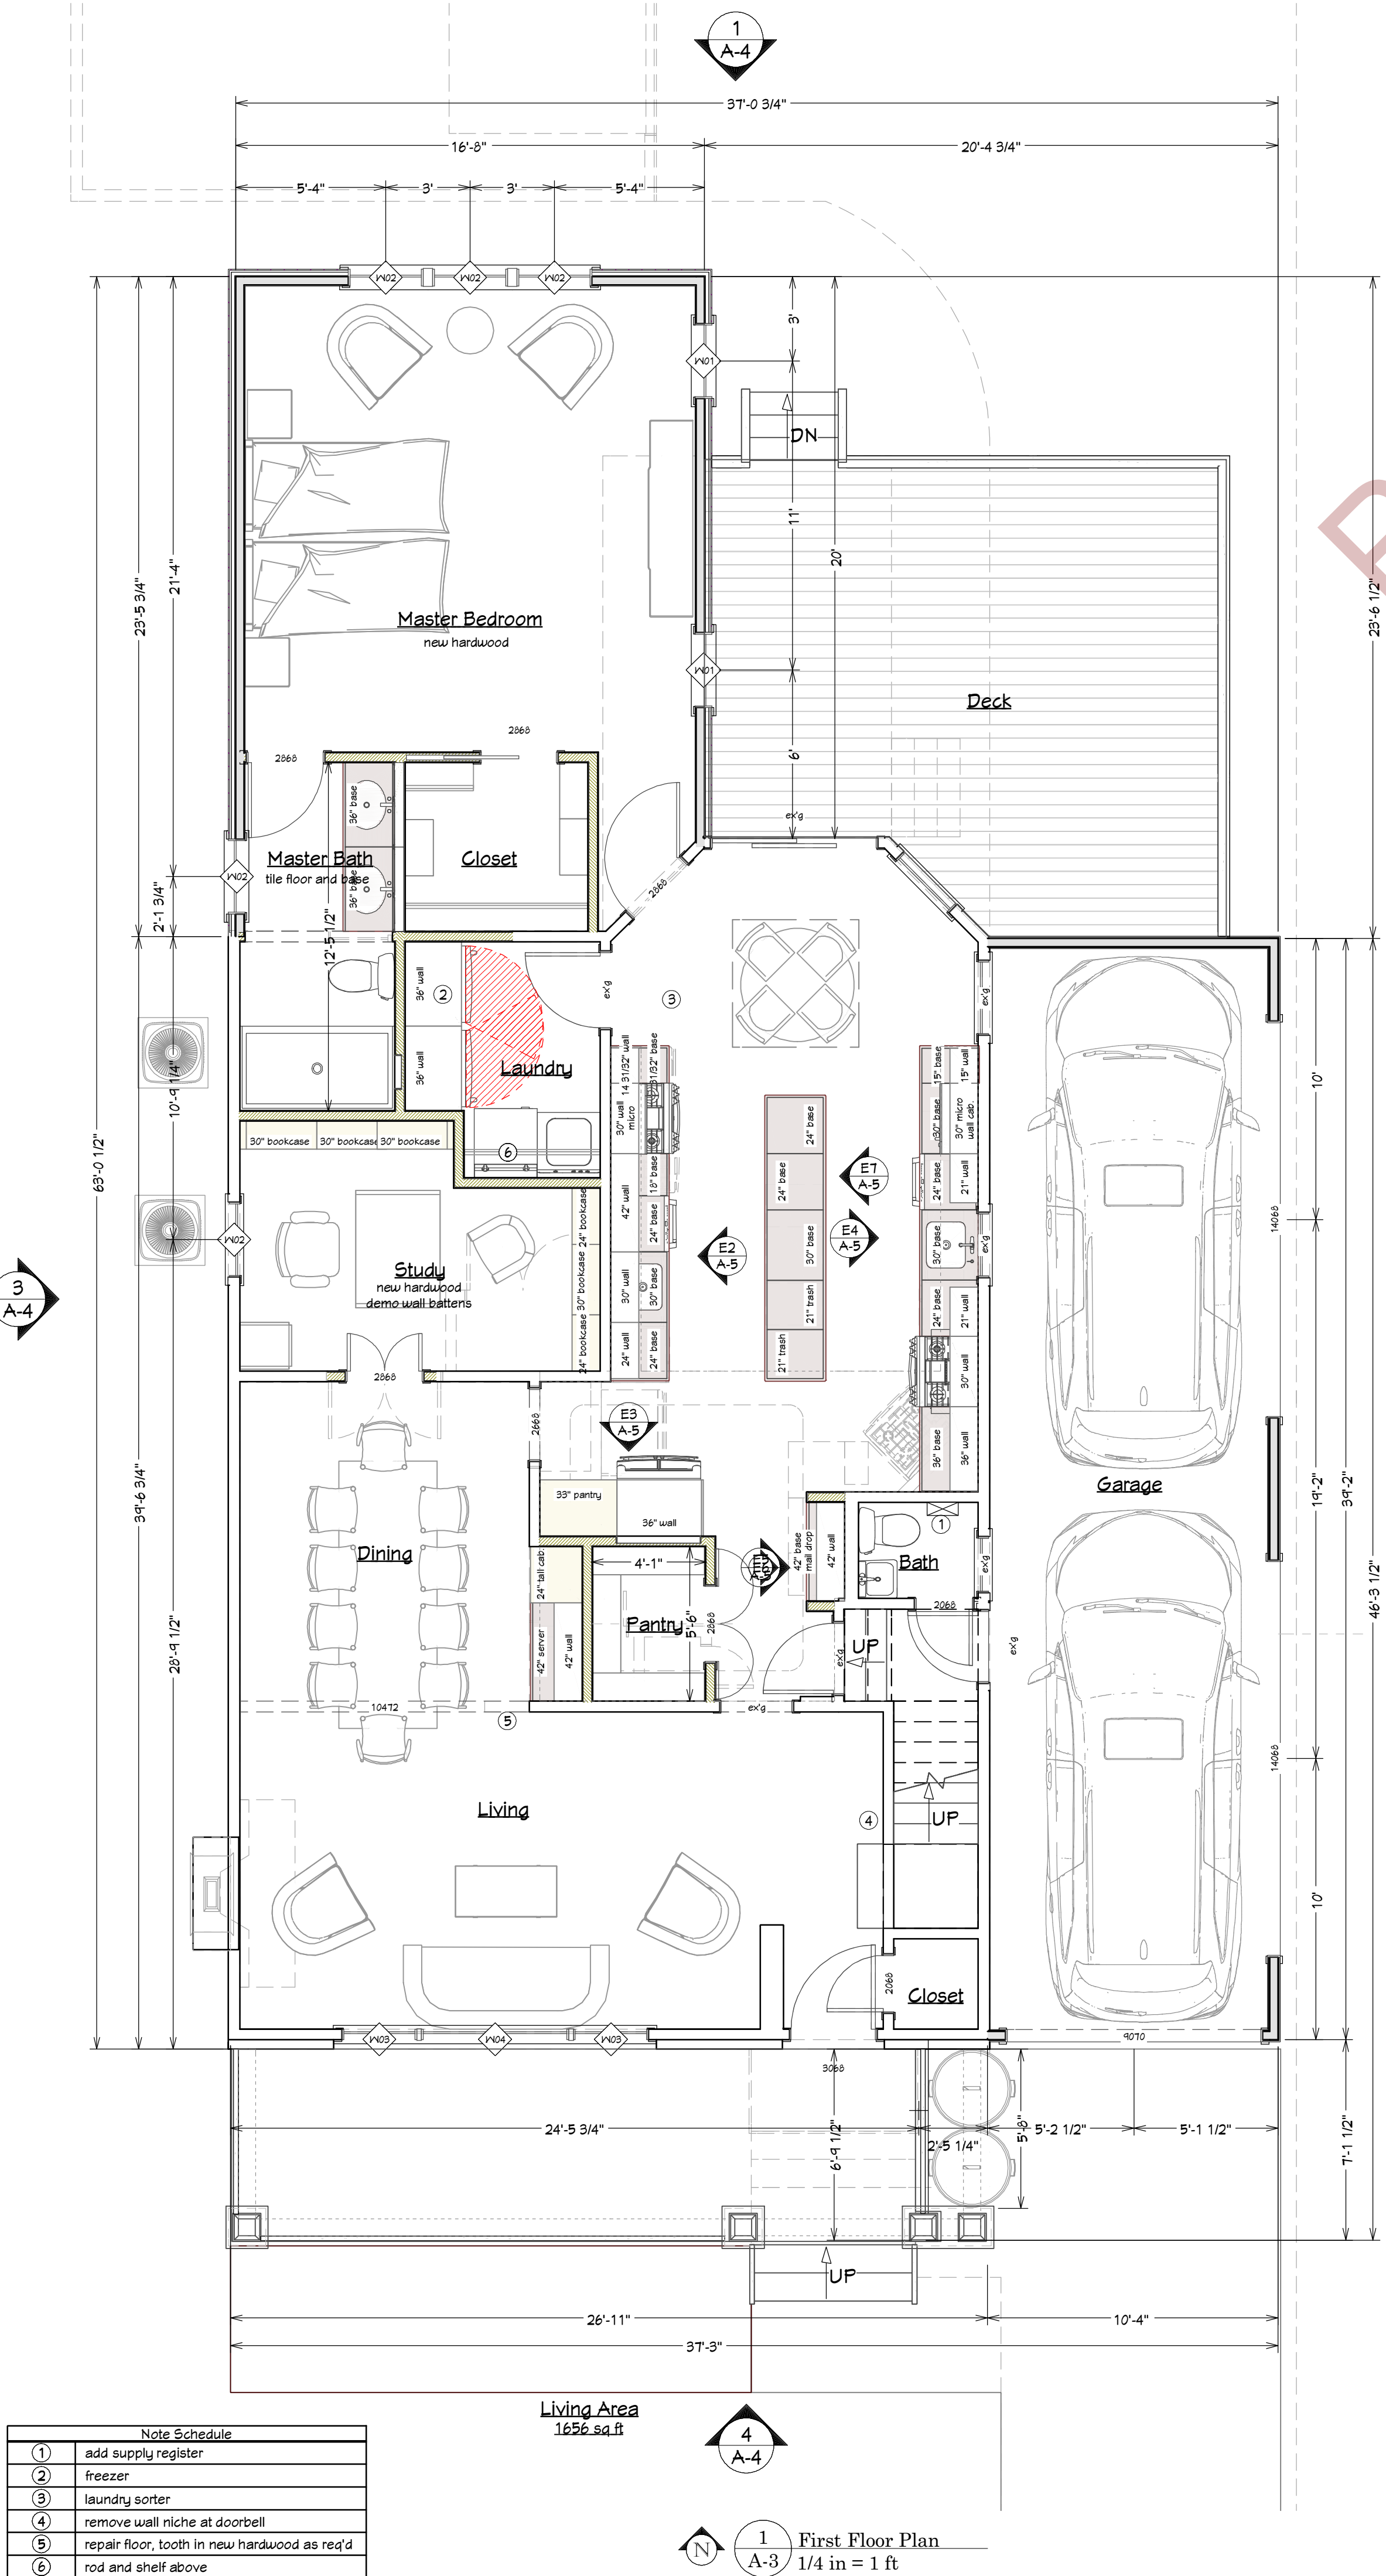 1
A-4
37'-0 3/4"
16'-8"
20'-4 3/4"
5'-4"
3'
3'
5'-4"
W02
W02
W02
3'
W01
DN
11'
20'
23'-5 3/4"
21'-4"
23'-6 1/2"
Master Bedroom
new hardwood
W01
Deck
6'
2868
2868
ex'g
36" base
Master Bath
tile floor and base
36" base
Closet
W02
2868
2'-1 3/4"
12'-5 1/2"
36" wall
2
ex'g
3
ex'g
36" wall
Laundry
14 31/32" wall
31/32" base
15" base
15" wall
30" wall
micro
30" base
30" micro
wall cab.
10'
10'-9 1/4"
63'-0 1/2"
24" base
30" bookcase
30" bookcase
30" bookcase
6
18" base
42" wall
24" base
24" base
E7
A-5
24" base
21" wall
14068
W02
24" bookcase
E2
A-5
30" base
E4
A-5
30" base
ex'g
3
A-4
Study
new hardwood
demo wall battens
30" bookcase
30" wall
30" base
21" trash
24" base
21" wall
24" bookcase
24" wall
24" base
21" trash
30" wall
2868
2668
E3
A-5
36" base
36" wall
39'-6 3/4"
33" pantry
36" wall
Garage
19'-2"
39'-2"
46'-3 1/2"
Dining
24" tall cab.
4'-1"
A-5
42" base
mail drop
42" wall
1
Bath
ex'g
2068
28'-9 1/2"
42" server
42" wall
Pantry
5'-6"
2868
ex'g
UP
ex'g
10472
5
ex'g
14068
Living
4
UP
10'
2068
Closet
W03
W04
W03
9070
3068
24'-5 3/4"
6'-9 1/2"
2'-5 1/4"
5'-8"
5'-2 1/2"
5'-1 1/2"
7'-1 1/2"
UP
26'-11"
10'-4"
37'-3"
Living Area
1656 sq ft
4
A-4
Note Schedule
1 add supply register
2 freezer
3 laundry sorter
4 remove wall niche at doorbell
5 repair floor, tooth in new hardwood as req'd
6 rod and shelf above
N
1
A-3
First Floor Plan
1/4 in = 1 ft